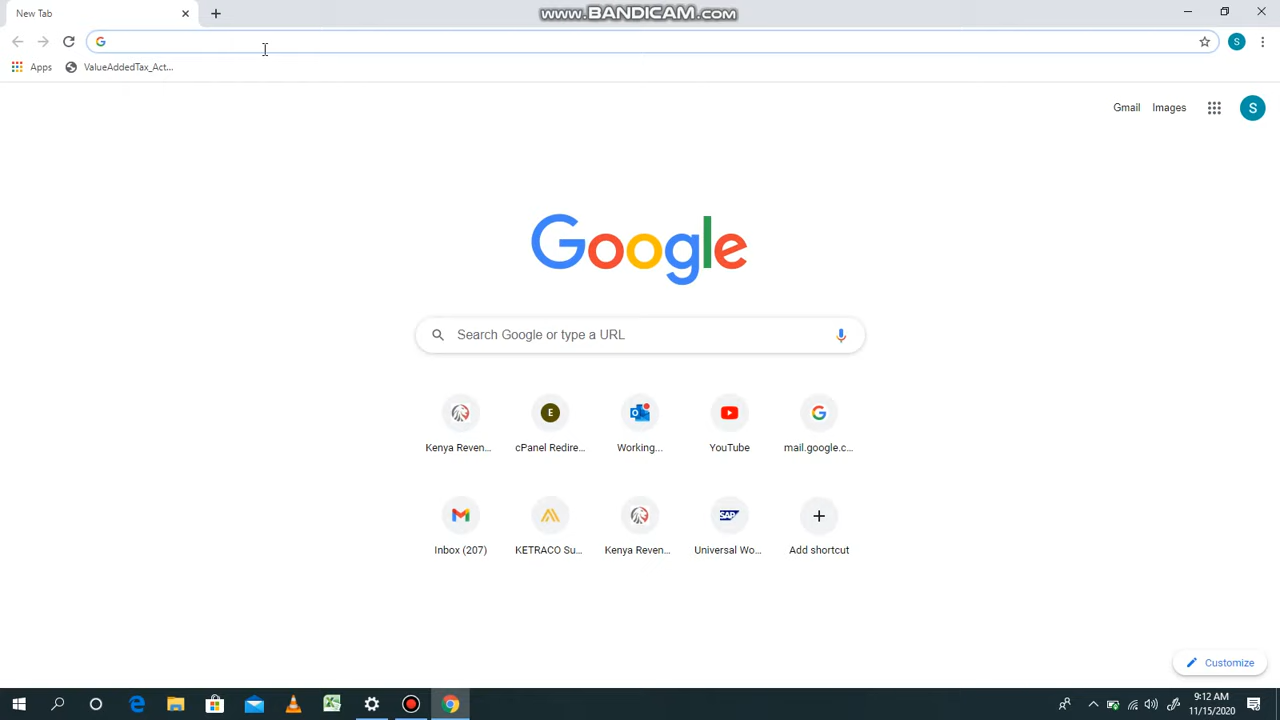 New Tab
www.BANDICAM.com
S
Apps
ValueAddedTax_Act...
Gmail
Images
S
Google
Search Google or type a URL
Kenya Reven...
E
cPanel Redire...
Working...
YouTube
mail.google.c...
Inbox (207)
KETRACO Su...
Kenya Reven...
SAP
Universal Wo...
Add shortcut
Customize
9:12 AM
11/15/2020